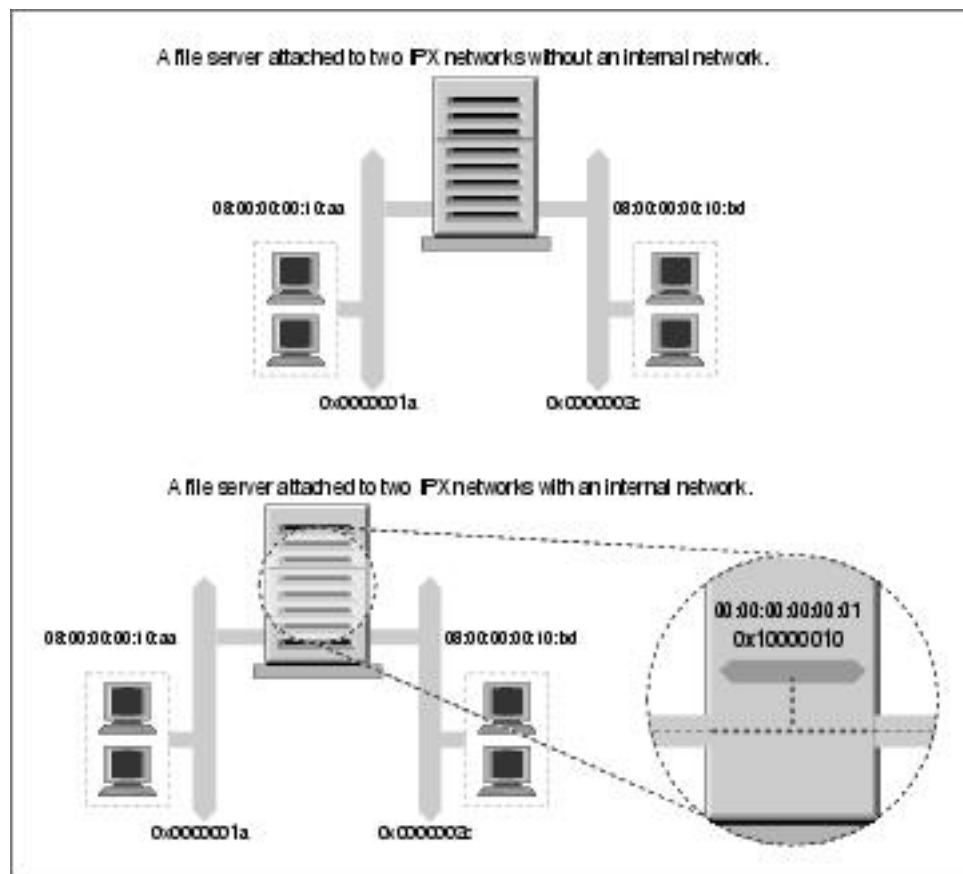 A file server attached to two IPX networks without an internal network.
08:00:00:00:10:aa
08:00:00:00:10:bd
0x0000001a
0x0000003c
A file server attached to two IPX networks with an internal network.
00:00:00:00:00:01
0x10000010
08:00:00:00:10:aa
08:00:00:00:10:bd
0x0000001a
0x0000003c